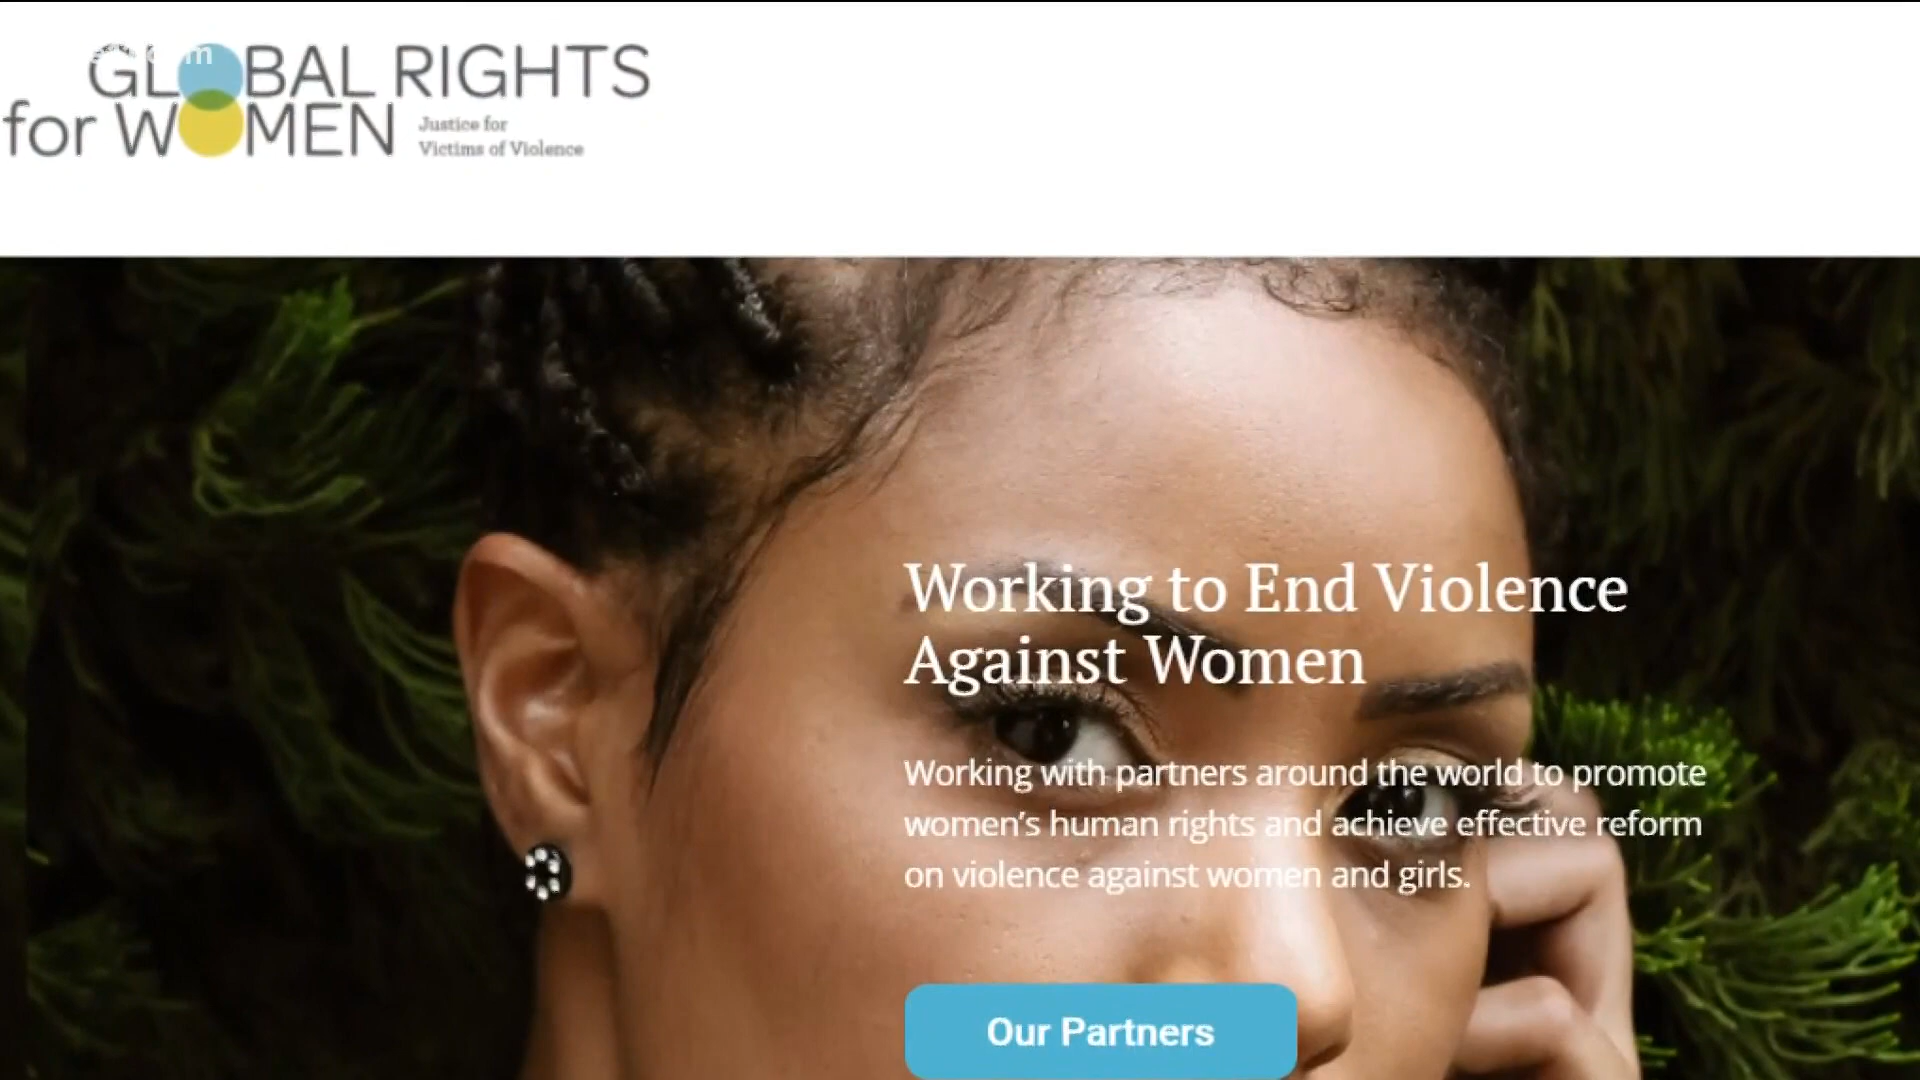 GLOBAL RIGHTS
for WOMEN
Justice for
Victims of Violence
Working to End Violence
Against Women
Working with partners around the world to promote
women's human rights and achieve effective reform
on violence against women and girls.
Our Partners